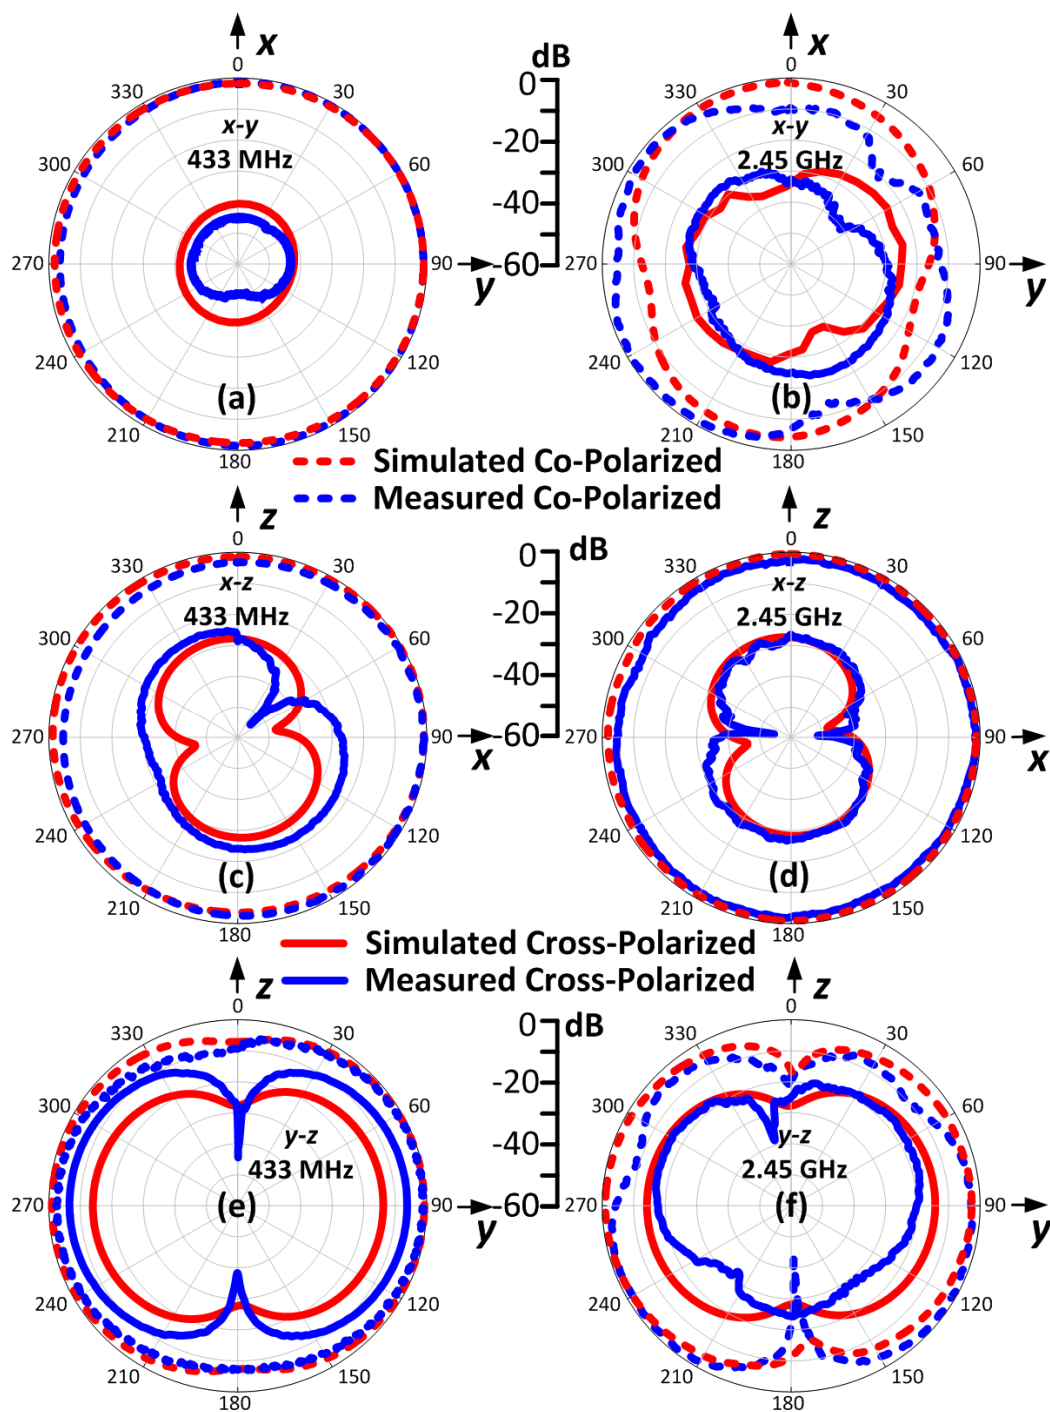 x
x
dB
0
0
330
30
330
30
0
x-y
433 MHz
x-y
2.45 GHz
-20
300
60
300
60
-40
270
90
y
-60
270
90
y
240
120
240
120
(a)
(b)
210
150
210
150
180
180
Simulated Co-Polarized
Measured Co-Polarized
z
z
0
0
0
dB
330
30
330
30
x-z
433 MHz
x-z
2.45 GHz
-20
300
60
300
60
-40
270
90
x
-60
270
90
x
240
120
240
120
(c)
(d)
210
150
210
150
180
180
Simulated Cross-Polarized
Measured Cross-Polarized
z
z
0
0
0
dB
330
30
330
30
-20
300
60
300
60
y-z
433 MHz
y-z
2.45 GHz
-40
270
(e)
90
y
-60
270
(f)
90
y
240
120
240
120
210
150
210
150
180
180